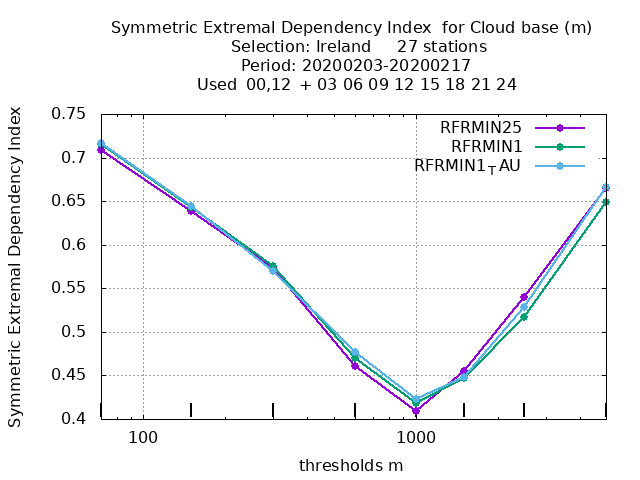 Symmetric Extremal Dependency Index for Cloud base (m)
Selection: Ireland 27 stations
Period: 20200203-20200217
Used 00,12 + 03 06 09 12 15 18 21 24
Symmetric Extremal Dependency Index
0.75
0.7
0.65
0.6
0.55
0.5
0.45
0.4
RFRMIN25
RFRMIN1
RFRMIN1TAU
100
1000
thresholds m